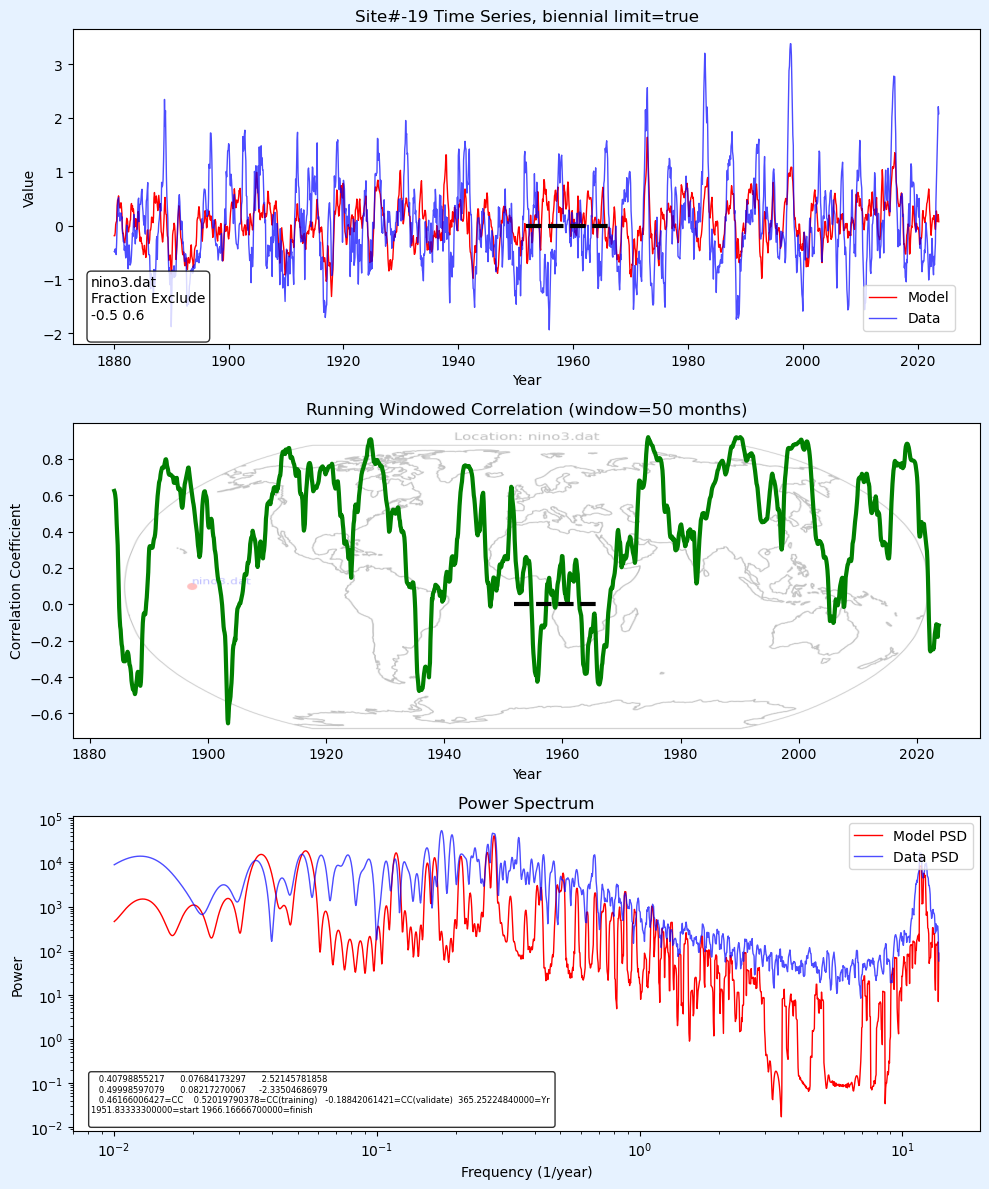 Site#-19 Time Series, biennial limit=true
Value
3
2
1
0
−1
−2
nino3.dat
Fraction Exclude
-0.5 0.6
Model
Data
1880 1900 1920 1940 1960 1980 2000 2020
Year
Running Windowed Correlation (window=50 months)
Location: nino3.dat
Correlation Coefficient
0.8
0.6
0.4
0.2
0.0
−0.2
−0.4
−0.6
nino3.dat
1880 1900 1920 1940 1960 1980 2000 2020
Year
Power Spectrum
Power
10^5
10^4
10^3
10^2
10^1
10^0
10^−1
10^−2
Model PSD
Data PSD
0.40798855217 0.07684173297 2.52145781858
0.49998597079 0.08217270067 -2.33504686979
0.46166006427=CC 0.52019790378=CC(training) -0.18842061421=CC(validate) 365.25224840000=Yr
1951.83333300000=start 1966.16666700000=finish
10^−2 10^−1 10^0 10^1
Frequency (1/year)